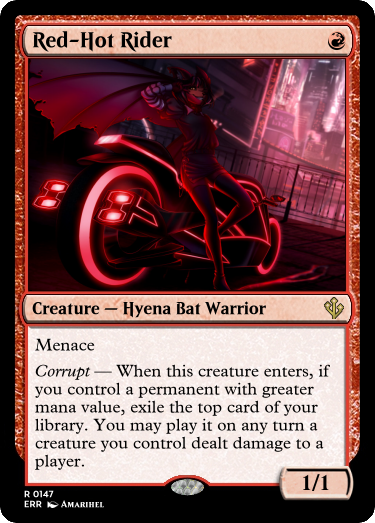 Red-Hot Rider
Creature — Hyena Bat Warrior
Menace
Corrupt — When this creature enters, if
you control a permanent with greater
mana value, exile the top card of your
library. You may play it on any turn a
creature you control dealt damage to a
player.
1/1
R 0147
ERR Amarihel